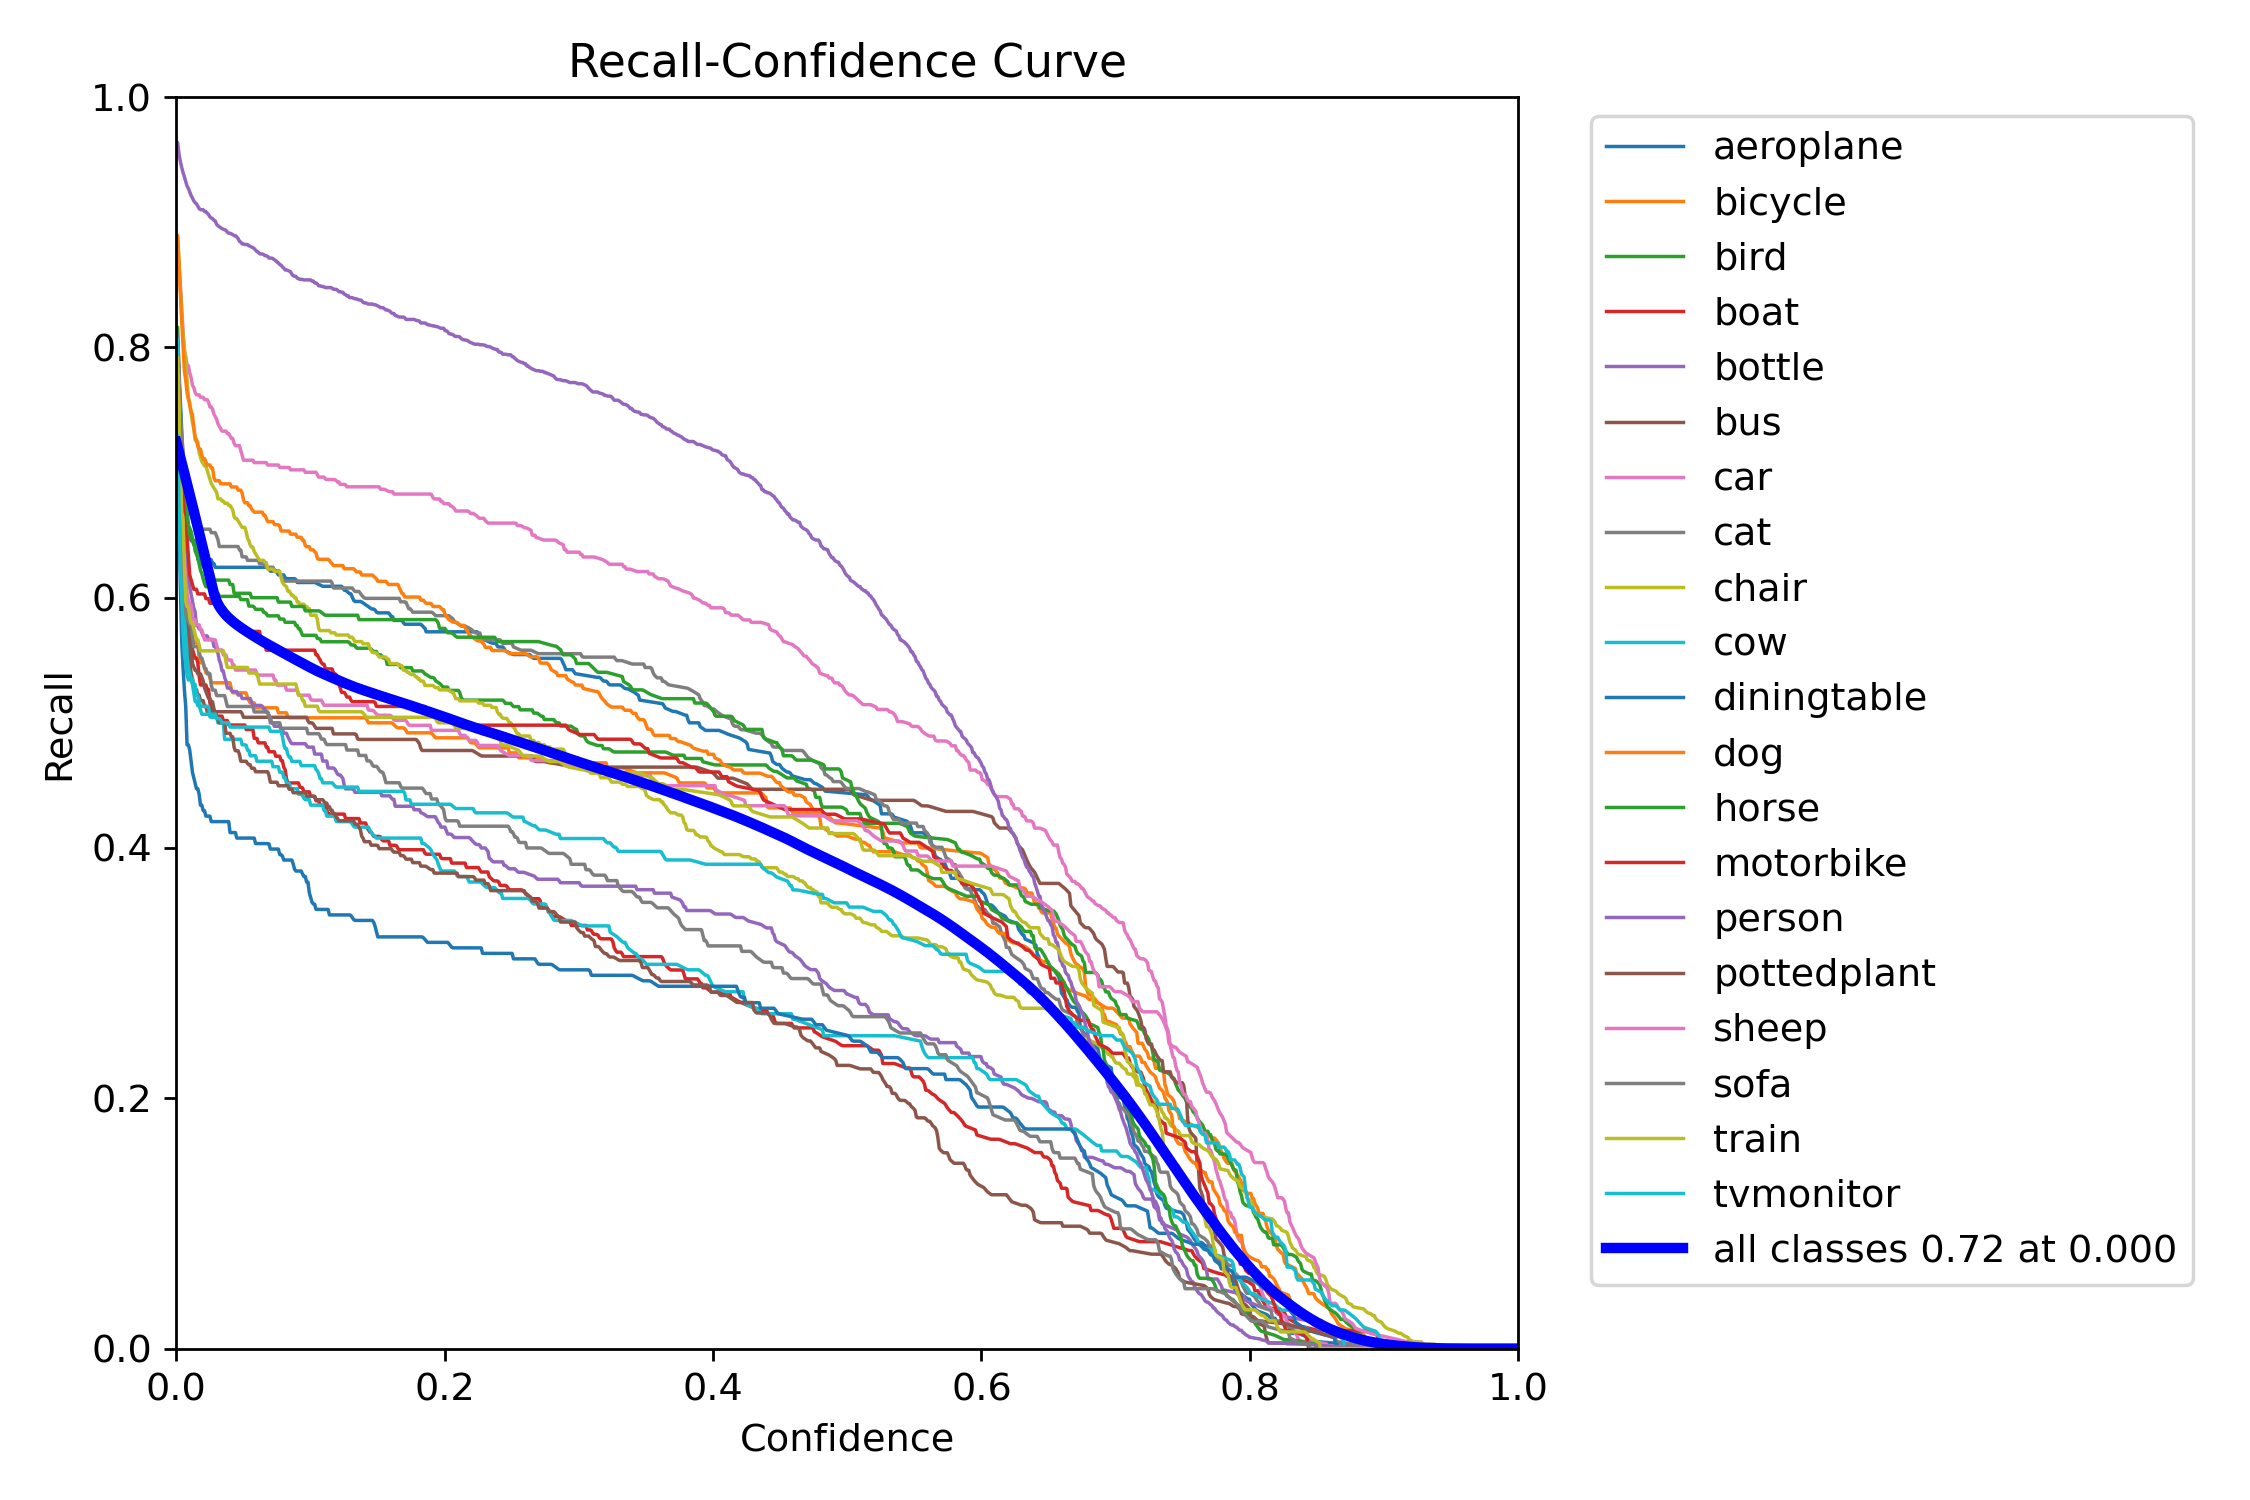 Recall-Confidence Curve
1.0
0.8
0.6
0.4
0.2
0.0
Recall
0.0 0.2 0.4 0.6 0.8 1.0
Confidence
aeroplane
bicycle
bird
boat
bottle
bus
car
cat
chair
cow
diningtable
dog
horse
motorbike
person
pottedplant
sheep
sofa
train
tvmonitor
all classes 0.72 at 0.000